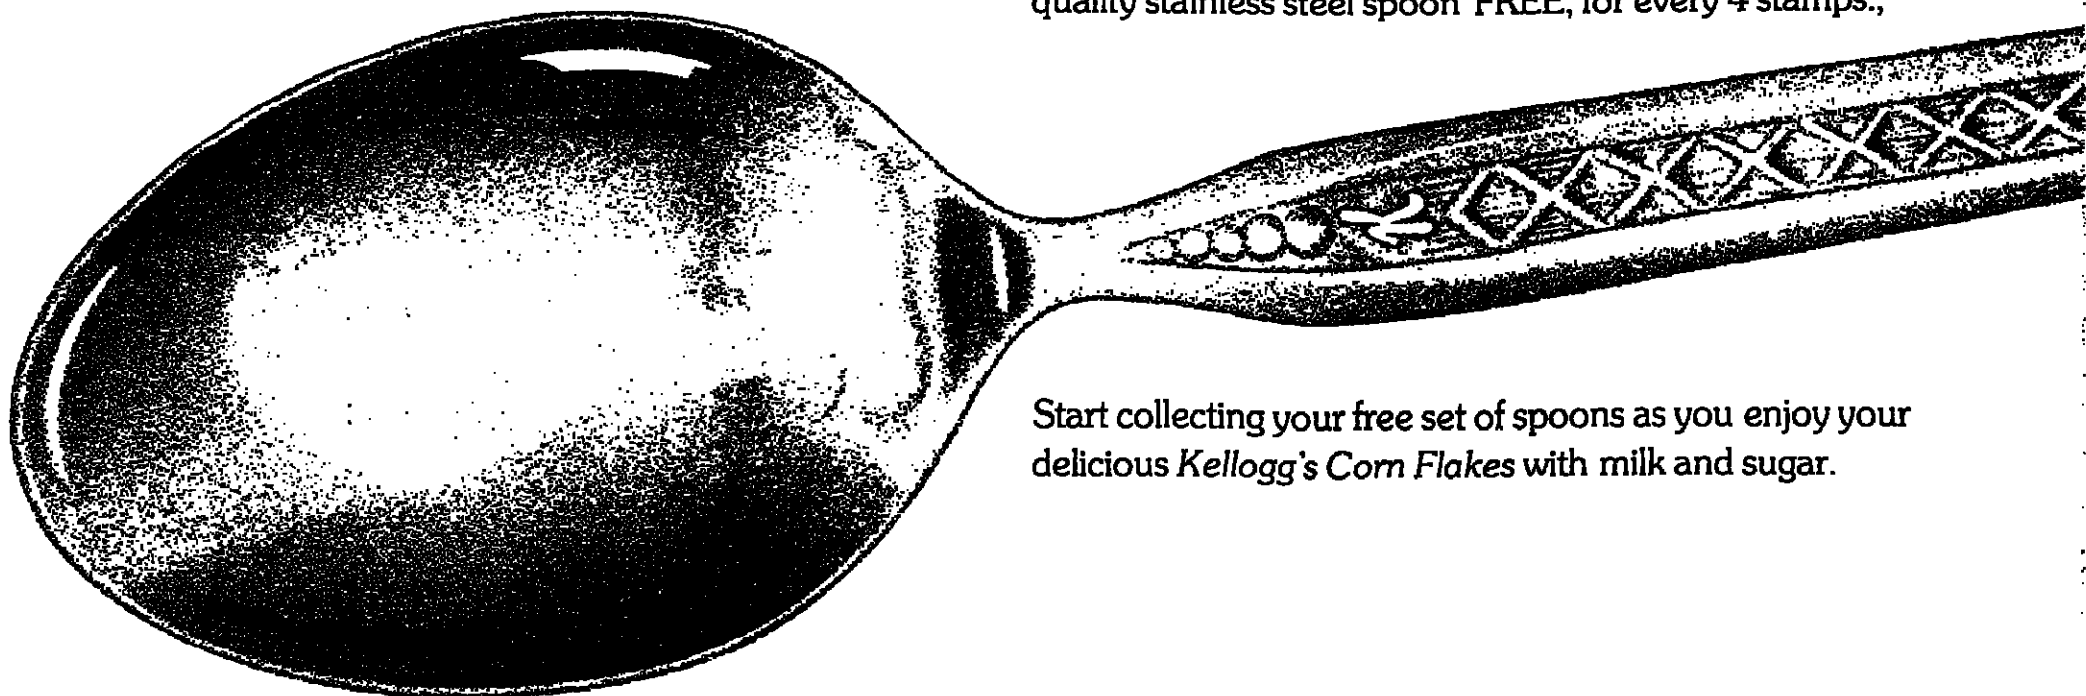 quality stainless steel spoon FREE, for every 4 stamps.,
Start collecting your free set of spoons as you enjoy your
delicious Kellogg's Corn Flakes with milk and sugar.